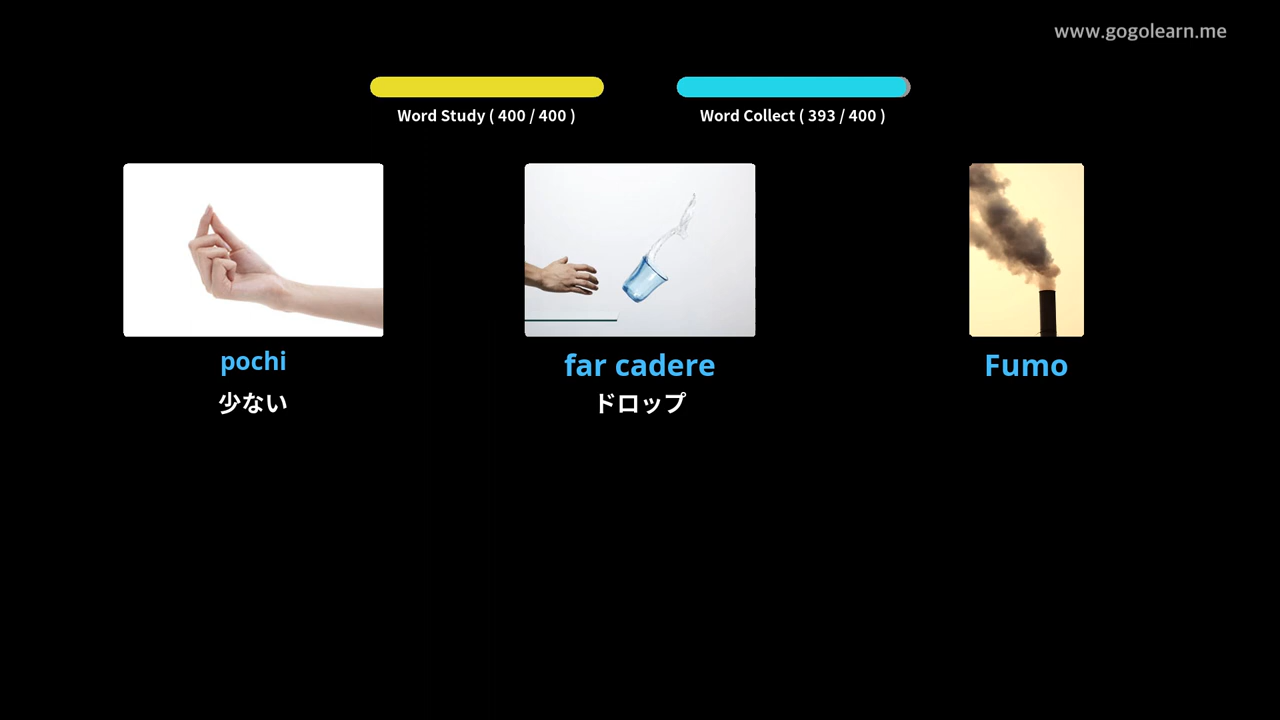 www.gogolearn.me
Word Study ( 400 / 400 )
Word Collect ( 393 / 400 )
pochi
少ない
far cadere
ドロップ
Fumo